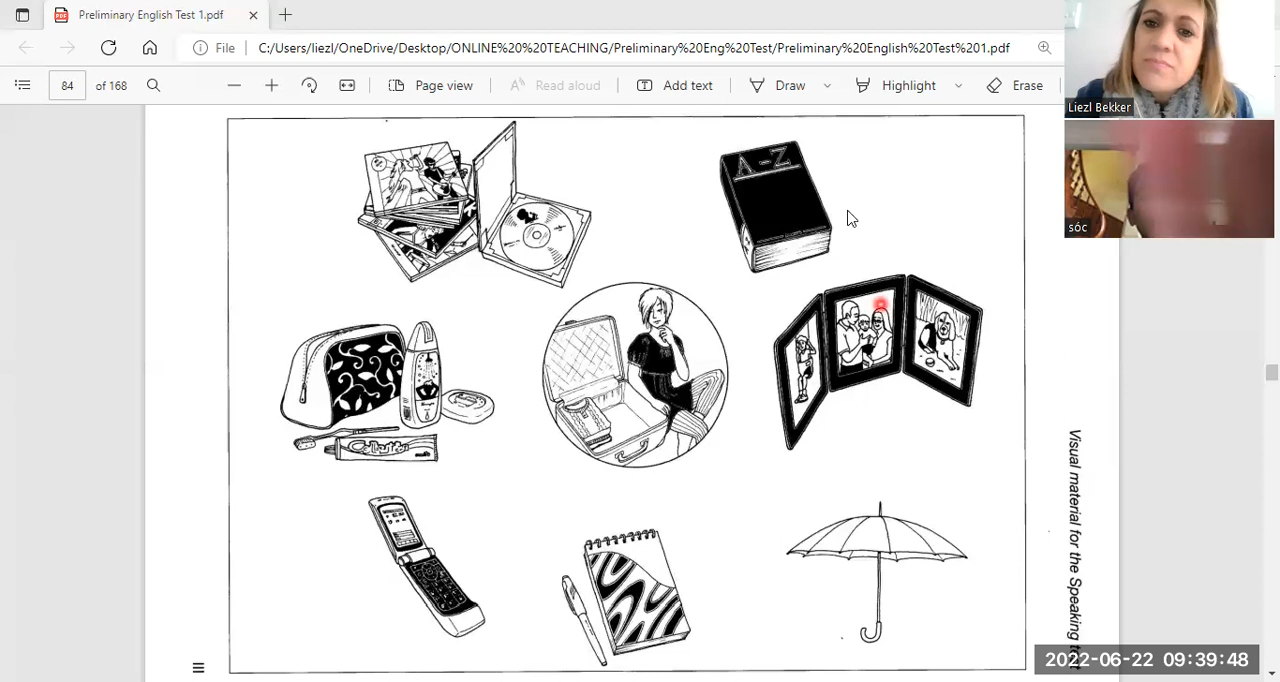 Preliminary English Test 1.pdf
File
C:/Users/liezl/OneDrive/Desktop/ONLINE%20%20TEACHING/Preliminary%20Eng%20Test/Preliminary%20English%20Test%201.pdf
84
of 168
Page view
Read aloud
Add text
Draw
Highlight
Erase
Liezl Bekker
sóc
A-Z
Visual material for the Speaking
2022-06-22 09:39:48